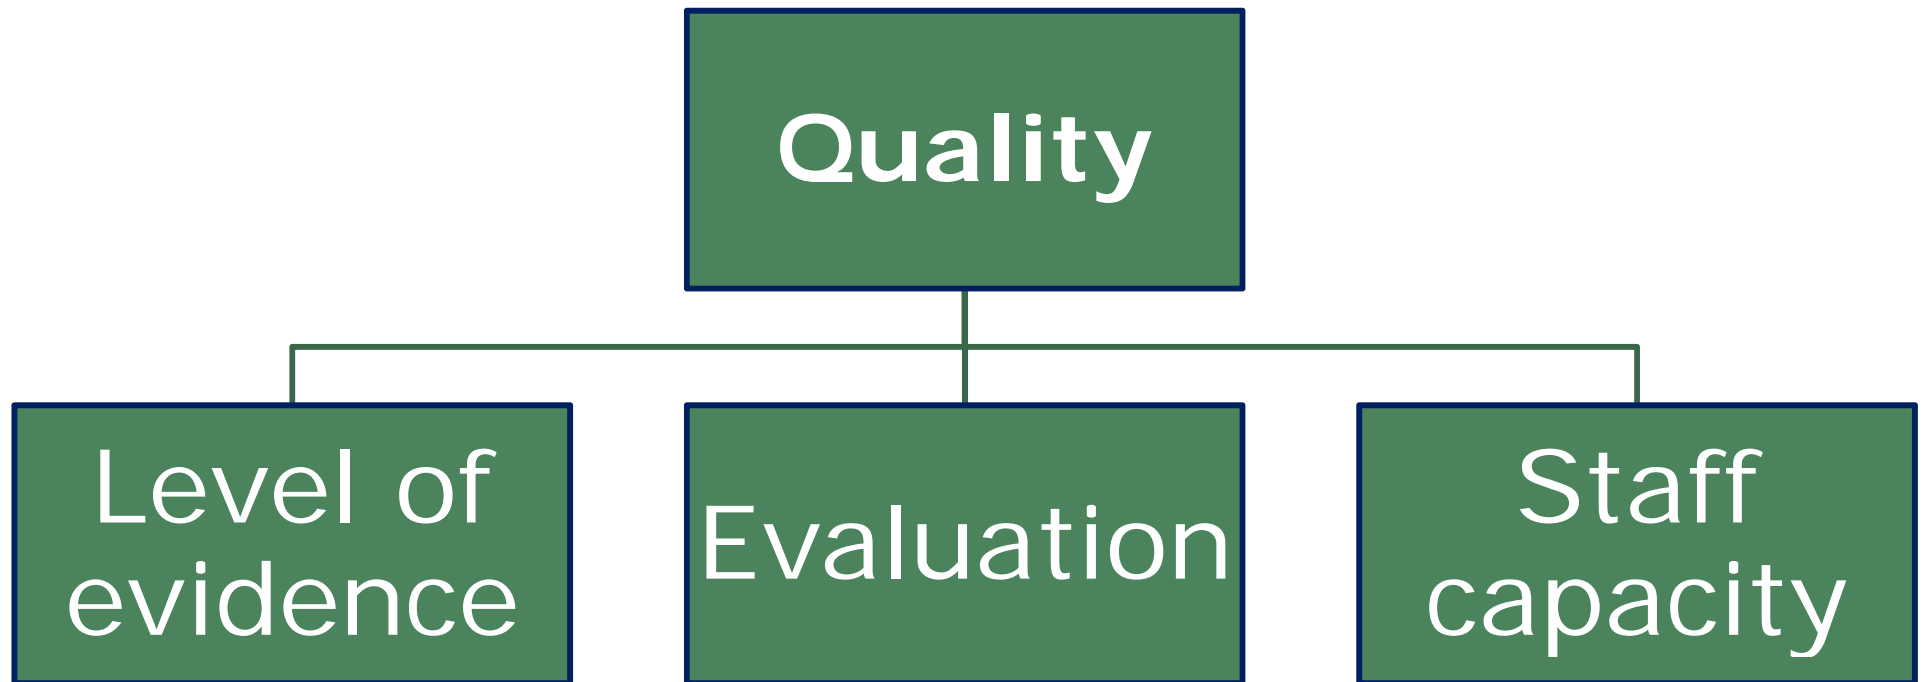 Quality
Level of
evidence
Evaluation
Staff
capacity